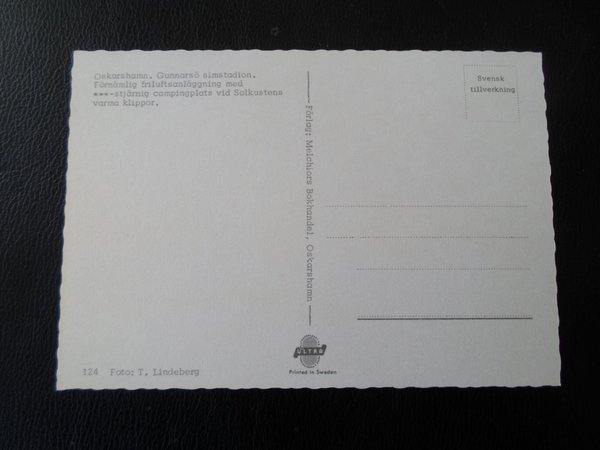 Oskarshamn. Gunnarsö simstadion.
Förnämlig friluftsanläggning med
***-stjärnig campingplats vid Solkustens
varma klippor.
Svensk
tillverkning
Förlag: Melchiors Bokhandel, Oskarshamn
ULTRA
Printed in Sweden
124 Foto: T. Lindeberg